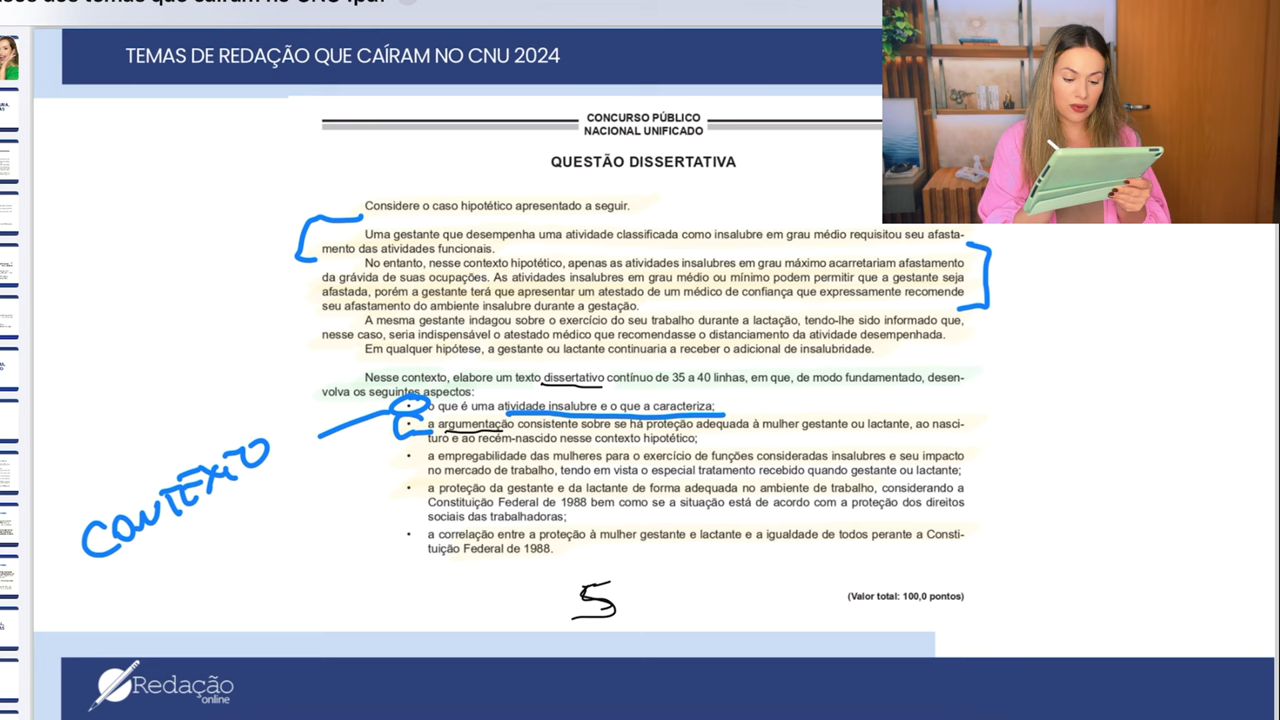 TEMAS DE REDAÇÃO QUE CAÍRAM NO CNU 2024
CONCURSO PÚBLICO
NACIONAL UNIFICADO
QUESTÃO DISSERTATIVA
Considere o caso hipotético apresentado a seguir.
Uma gestante que desempenha uma atividade classificada como insalubre em grau médio requisitou seu afasta-
mento das atividades funcionais.
No entanto, nesse contexto hipotético, apenas as atividades insalubres em grau máximo acarretariam afastamento
da grávida de suas ocupações. As atividades insalubres em grau médio ou mínimo podem permitir que a gestante seja
afastada, porém a gestante terá que apresentar um atestado de um médico de confiança que expressamente recomende
seu afastamento do ambiente insalubre durante a gestação.
A mesma gestante indagou sobre o exercício do seu trabalho durante a lactação, tendo-lhe sido informado que,
nesse caso, seria indispensável o atestado médico que recomendasse o distanciamento da atividade desempenhada.
Em qualquer hipótese, a gestante ou lactante continuaria a receber o adicional de insalubridade.
Nesse contexto, elabore um texto dissertativo contínuo de 35 a 40 linhas, em que, de modo fundamentado, desen-
volva os seguintes aspectos:
o que é uma atividade insalubre e o que a caracteriza;
a argumentação consistente sobre se há proteção adequada à mulher gestante ou lactante, ao nasci-
turo e ao recém-nascido nesse contexto hipotético;
• a empregabilidade das mulheres para o exercício de funções consideradas insalubres e seu impacto
no mercado de trabalho, tendo em vista o especial tratamento recebido quando gestante ou lactante;
• a proteção da gestante e da lactante de forma adequada no ambiente de trabalho, considerando a
Constituição Federal de 1988 bem como se a situação está de acordo com a proteção dos direitos
sociais das trabalhadoras;
• a correlação entre a proteção à mulher gestante e lactante e a igualdade de todos perante a Consti-
tuição Federal de 1988.
CONTEXTO
5
(Valor total: 100,0 pontos)
Redação
online